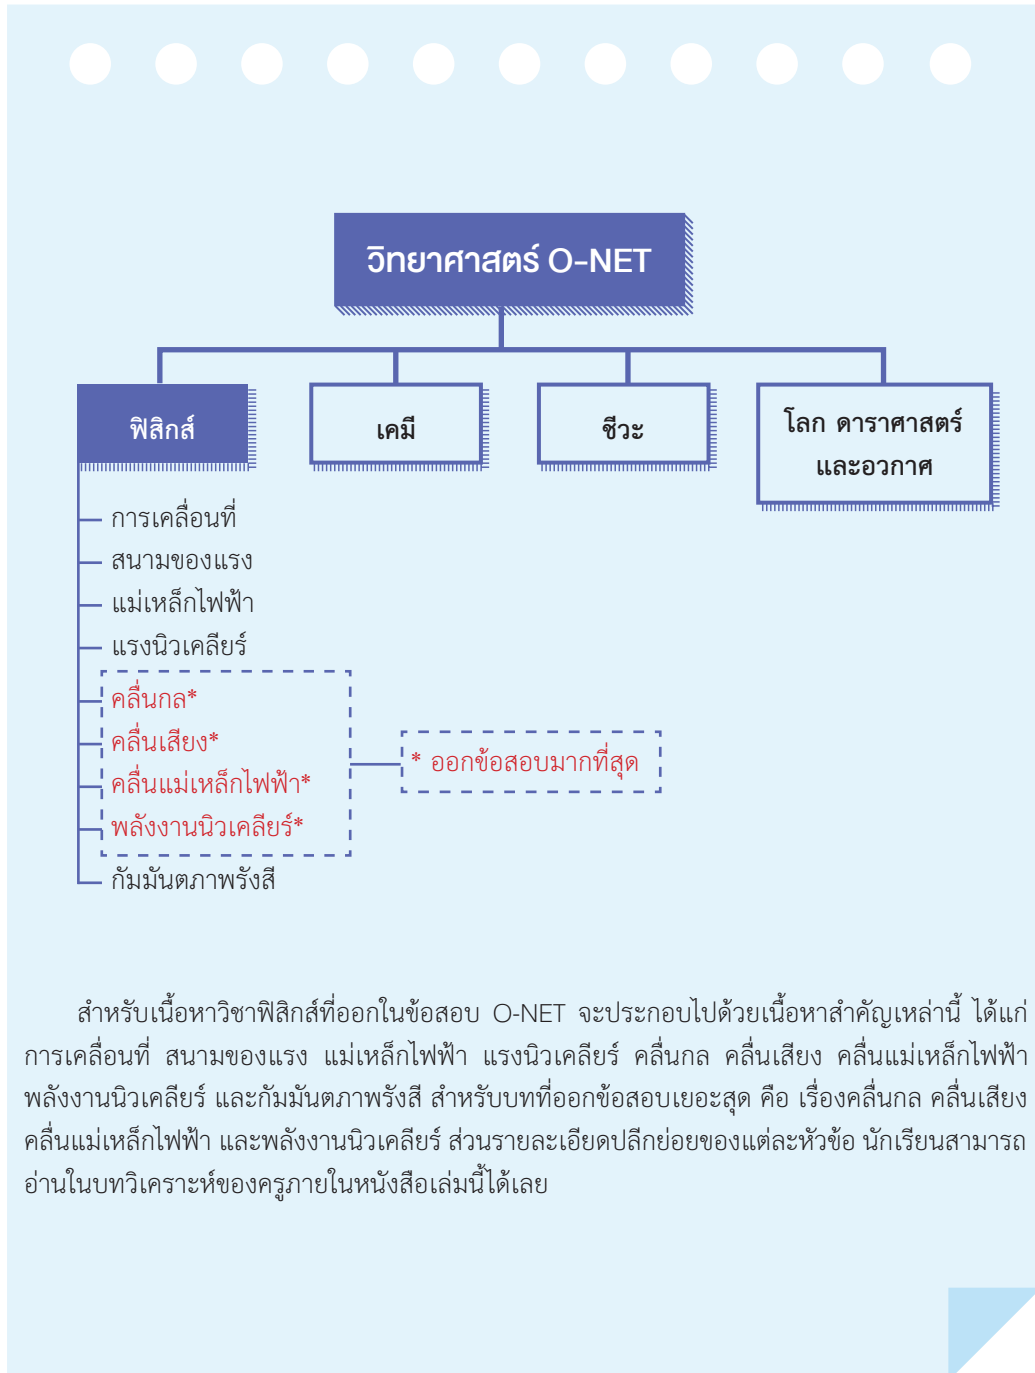 วิทยาศาสตร์ O-NET
ฟิสิกส์
เคมี
ชีวะ
โลก ดาราศาสตร์
และอวกาศ
การเคลื่อนที่
สนามของแรง
แม่เหล็กไฟฟ้า
แรงนิวเคลียร์
คลื่นกล*
คลื่นเสียง*
คลื่นแม่เหล็กไฟฟ้า*
พลังงานนิวเคลียร์*
* ออกข้อสอบมากที่สุด
กัมมันตภาพรังสี
สำหรับเนื้อหาวิชาฟิสิกส์ที่ออกในข้อสอบ O-NET จะประกอบไปด้วยเนื้อหาสำคัญเหล่านี้ ได้แก่
การเคลื่อนที่ สนามของแรง แม่เหล็กไฟฟ้า แรงนิวเคลียร์ คลื่นกล คลื่นเสียง คลื่นแม่เหล็กไฟฟ้า
พลังงานนิวเคลียร์ และกัมมันตภาพรังสี สำหรับบทที่ออกข้อสอบเยอะสุด คือ เรื่องคลื่นกล คลื่นเสียง
คลื่นแม่เหล็กไฟฟ้า และพลังงานนิวเคลียร์ ส่วนรายละเอียดปลีกย่อยของแต่ละหัวข้อ นักเรียนสามารถ
อ่านในบทวิเคราะห์ของครูภายในหนังสือเล่มนี้ได้เลย